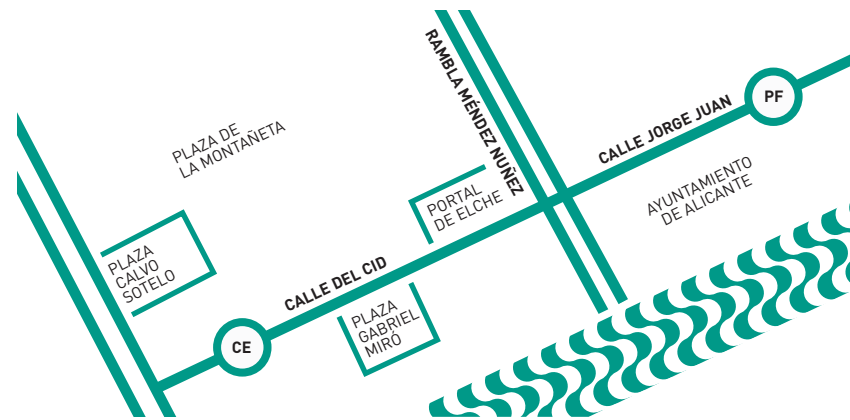 RAMBLA MÉNDEZ NUÑEZ
PF
CALLE JORGE JUAN
PLAZA DE
LA MONTAÑETA
AYUNTAMIENTO
DE ALICANTE
PORTAL
DE ELCHE
PLAZA
CALVO
SOTELO
CALLE DEL CID
PLAZA
GABRIEL
MIRÓ
CE